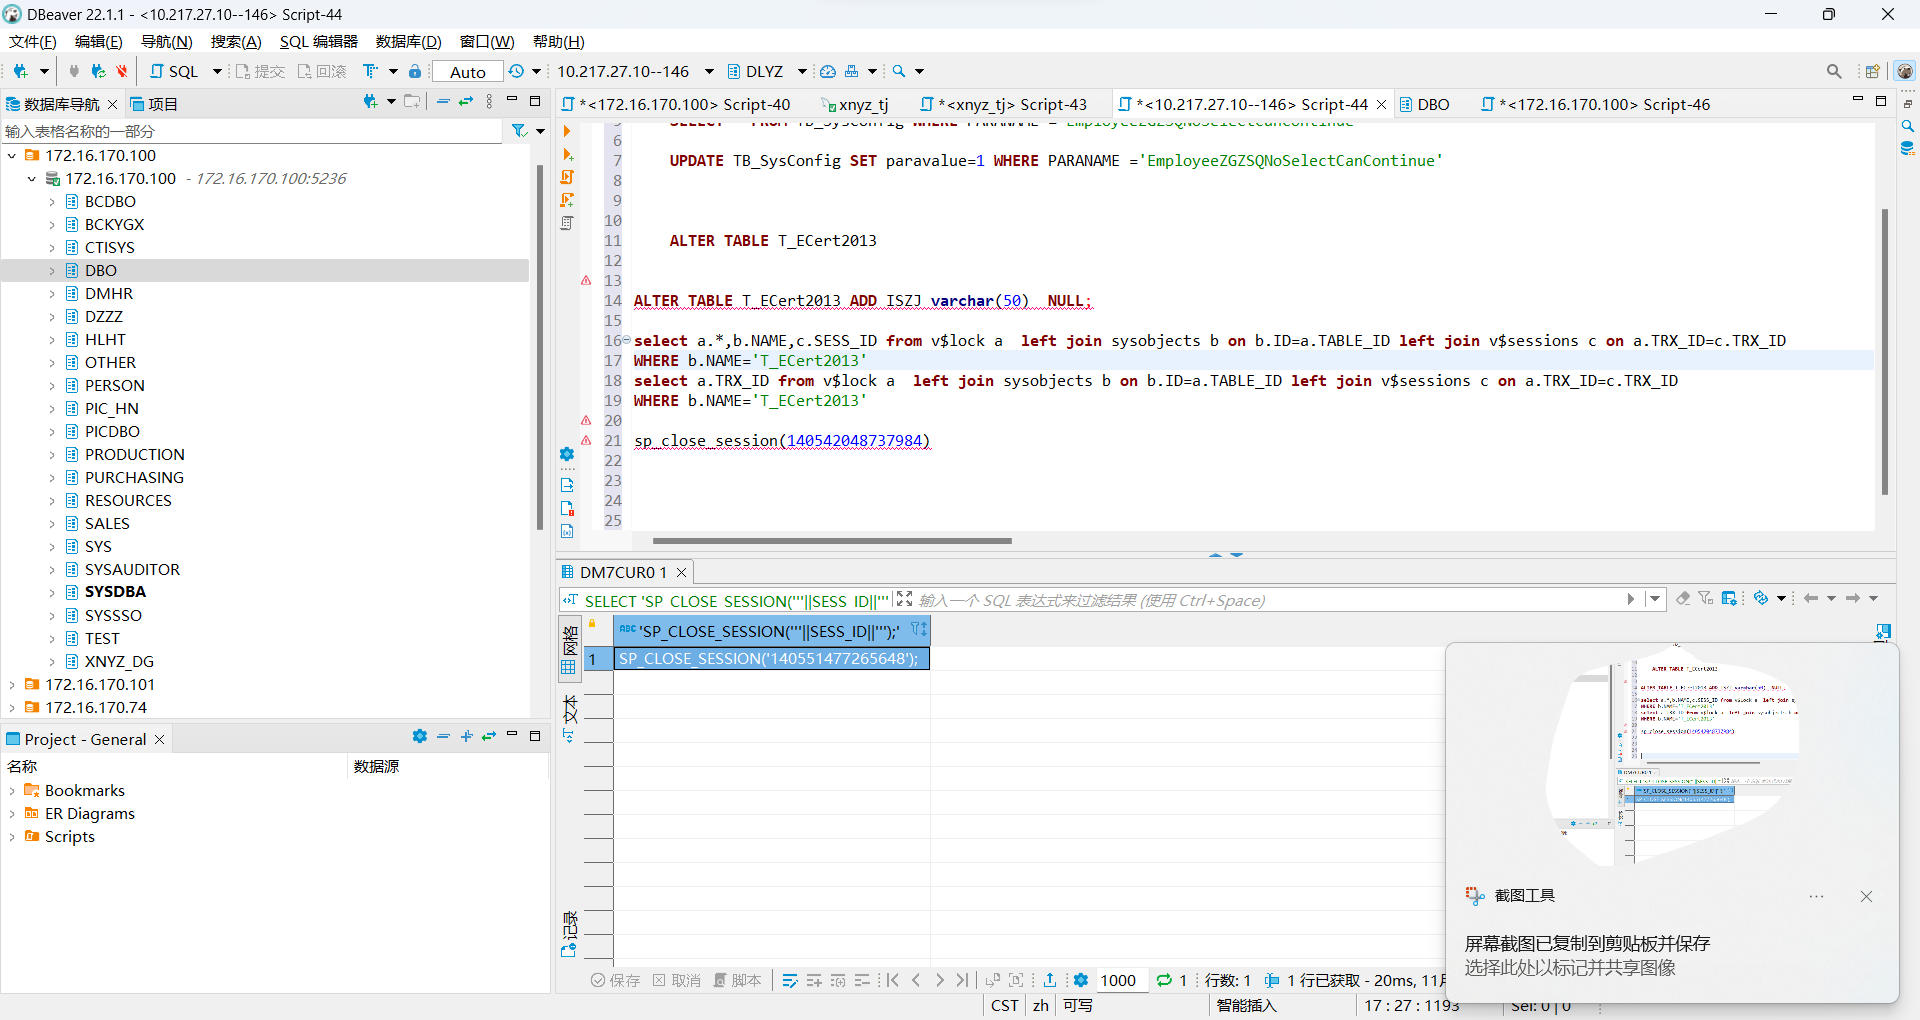 DBeaver 22.1.1 - <10.217.27.10--146> Script-44
文件(F) 编辑(E) 导航(N) 搜索(A) SQL 编辑器 数据库(D) 窗口(W) 帮助(H)
SQL 提交 回滚 Auto 10.217.27.10--146 DLYZ
数据库导航 项目
输入表格名称的一部分
172.16.170.100
172.16.170.100 - 172.16.170.100:5236
BCDBO
BCKYGX
CTISYS
DBO
DMHR
DZZZ
HLHT
OTHER
PERSON
PIC_HN
PICDBO
PRODUCTION
PURCHASING
RESOURCES
SALES
SYS
SYSAUDITOR
SYSDBA
SYSSSO
TEST
XNYZ_DG
172.16.170.101
172.16.170.74
Project - General
名称 数据源
Bookmarks
ER Diagrams
Scripts
*<172.16.170.100> Script-40 xnyz_tj *<xnyz_tj> Script-43 *<10.217.27.10--146> Script-44 DBO *<172.16.170.100> Script-46
6
7 UPDATE TB_SysConfig SET paravalue=1 WHERE PARANAME ='EmployeeZGZSQNoSelectCanContinue'
8
9
10
11 ALTER TABLE T_ECert2013
12
13
14 ALTER TABLE T_ECert2013 ADD ISZJ varchar(50) NULL;
15
16 select a.*,b.NAME,c.SESS_ID from v$lock a left join sysobjects b on b.ID=a.TABLE_ID left join v$sessions c on a.TRX_ID=c.TRX_ID
17 WHERE b.NAME='T_ECert2013'
18 select a.TRX_ID from v$lock a left join sysobjects b on b.ID=a.TABLE_ID left join v$sessions c on a.TRX_ID=c.TRX_ID
19 WHERE b.NAME='T_ECert2013'
20
21 sp_close_session(140542048737984)
22
23
24
25
DM7CUR0 1
SELECT 'SP_CLOSE_SESSION('''||SESS_ID||''' 输入一个 SQL 表达式来过滤结果 (使用 Ctrl+Space)
网格
文本
记录
ABC 'SP_CLOSE_SESSION('''||SESS_ID||''');'
1 SP_CLOSE_SESSION('140551477265648');
保存 取消 脚本 1000 1 行数: 1 1 行已获取 - 20ms, 11月
CST zh 可写 智能插入 17 : 27 : 1193 Sel: 0 | 0
截图工具
屏幕截图已复制到剪贴板并保存
选择此处以标记并共享图像